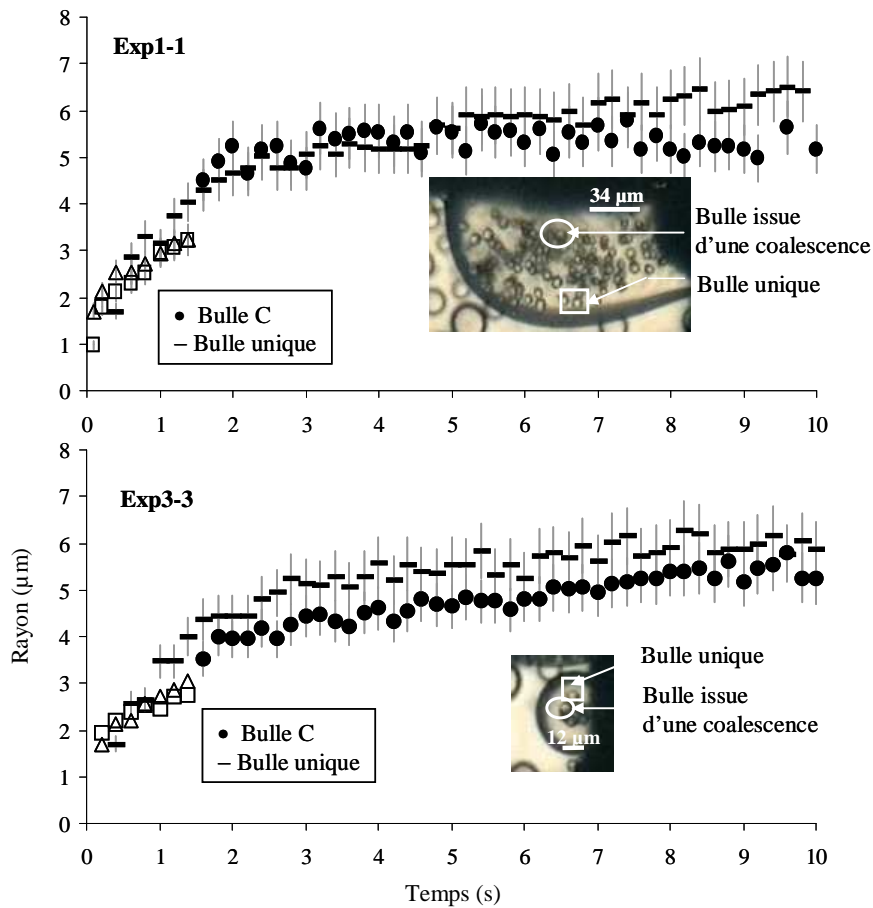 8
Exp1-1
7
6
5
4
3
2
1
0
34 µm
Bulle issue
d'une coalescence
Bulle unique
● Bulle C
– Bulle unique
0 1 2 3 4 5 6 7 8 9 10
8
Exp3-3
7
6
5
4
3
2
1
0
Rayon (µm)
Bulle unique
Bulle issue
d'une coalescence
12 µm
● Bulle C
– Bulle unique
0 1 2 3 4 5 6 7 8 9 10
Temps (s)